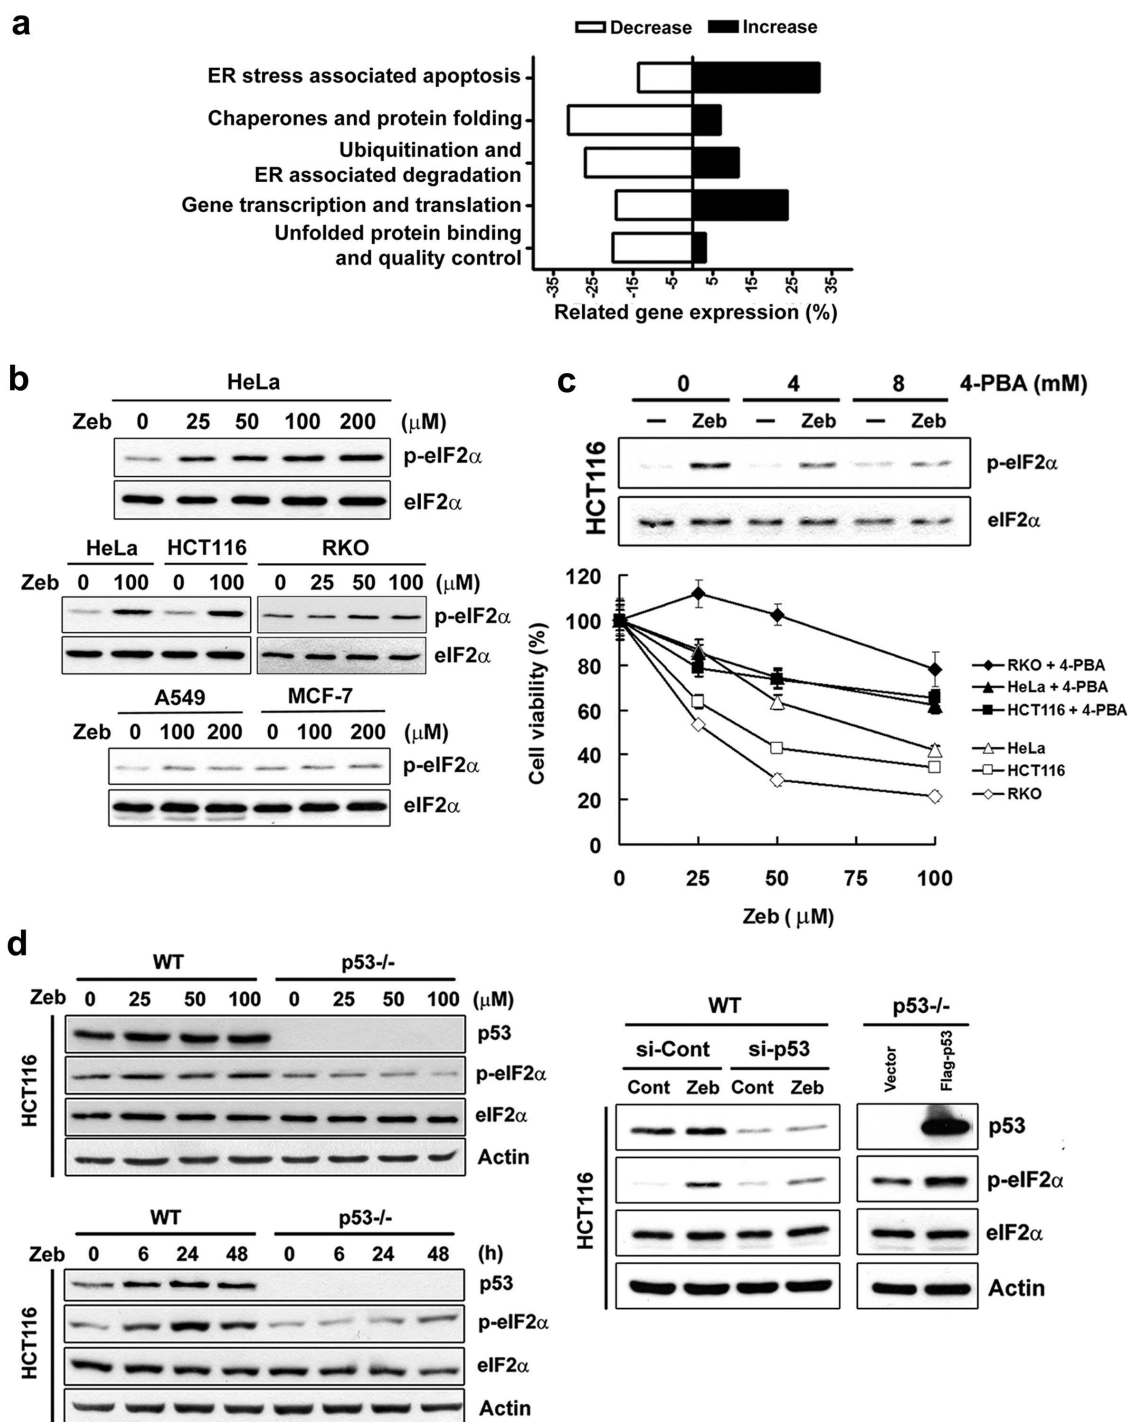 a
Decrease Increase
ER stress associated apoptosis
Chaperones and protein folding
Ubiquitination and
ER associated degradation
Gene transcription and translation
Unfolded protein binding
and quality control
-35 -25 -15 -5 5 15 25 35
Related gene expression (%)
b
HeLa
Zeb 0 25 50 100 200 (μM)
p-eIF2α
eIF2α
HeLa HCT116 RKO
Zeb 0 100 0 100 0 25 50 100 (μM)
p-eIF2α
eIF2α
A549 MCF-7
Zeb 0 100 200 0 100 200 (μM)
p-eIF2α
eIF2α
c
0 4 8 4-PBA (mM)
– Zeb – Zeb – Zeb
HCT116
p-eIF2α
eIF2α
Cell viability (%)
120
100
80
60
40
20
0
0 25 50 75 100
Zeb ( μM)
RKO + 4-PBA
HeLa + 4-PBA
HCT116 + 4-PBA
HeLa
HCT116
RKO
d
WT p53-/-
Zeb 0 25 50 100 0 25 50 100 (μM)
HCT116
p53
p-eIF2α
eIF2α
Actin
WT p53-/-
Zeb 0 6 24 48 0 6 24 48 (h)
HCT116
p53
p-eIF2α
eIF2α
Actin
WT p53-/-
si-Cont si-p53
Cont Zeb Cont Zeb Vector Flag-p53
HCT116
p53
p-eIF2α
eIF2α
Actin